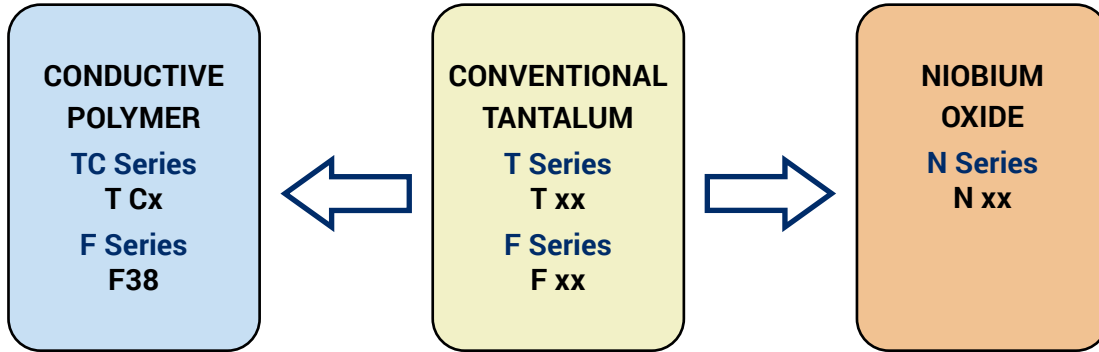 CONDUCTIVE
POLYMER
TC Series
T Cx
F Series
F38
CONVENTIONAL
TANTALUM
T Series
T xx
F Series
F xx
NIOBIUM
OXIDE
N Series
N xx